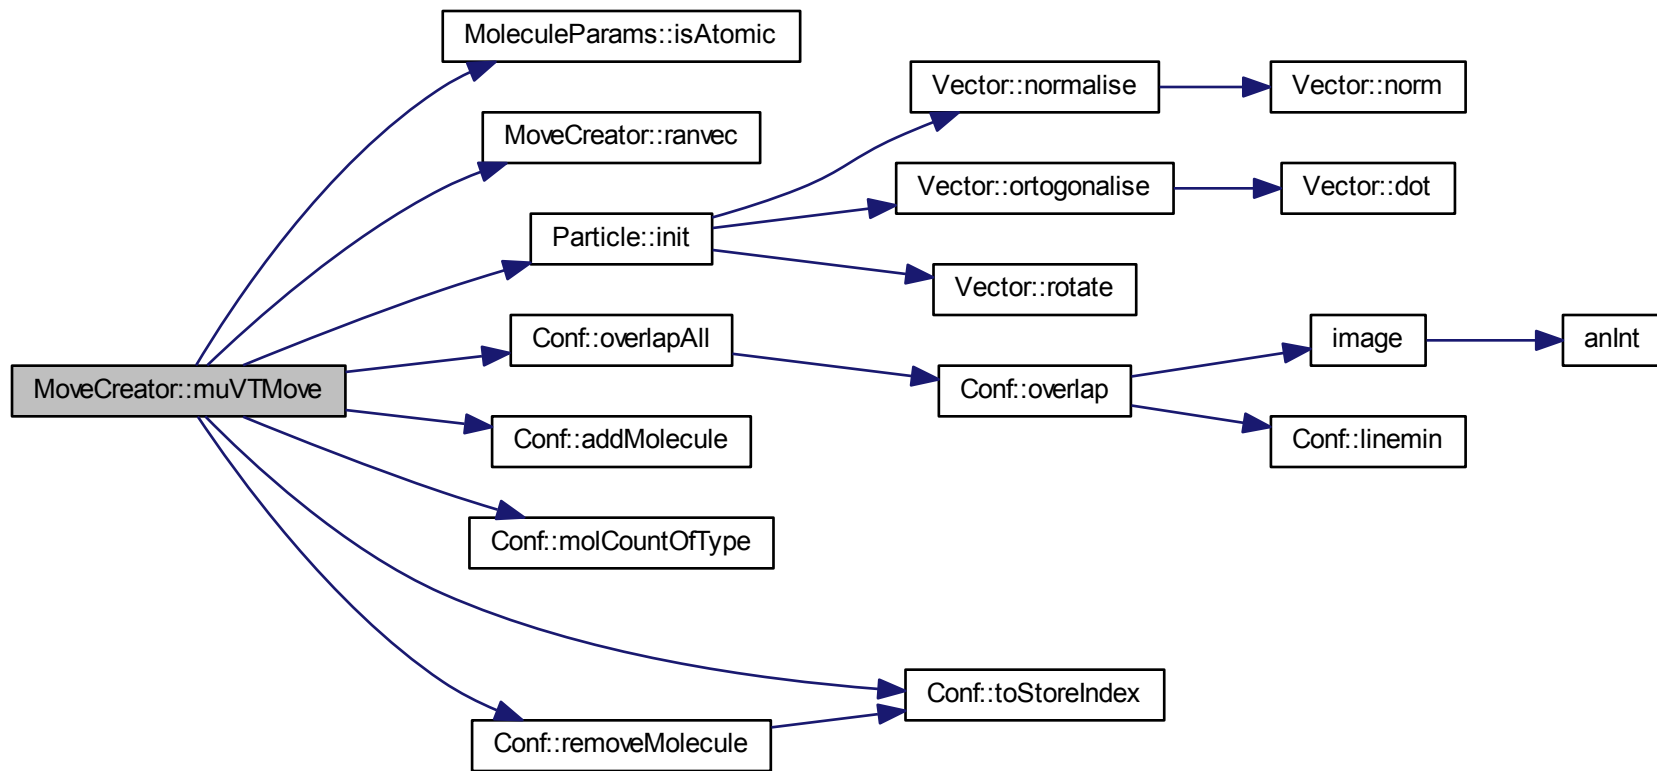 MoleculeParams::isAtomic
Vector::normalise
Vector::norm
MoveCreator::ranvec
Vector::ortogonalise
Vector::dot
Particle::init
Vector::rotate
Conf::overlapAll
image
anInt
MoveCreator::muVTMove
Conf::overlap
Conf::addMolecule
Conf::linemin
Conf::molCountOfType
Conf::toStoreIndex
Conf::removeMolecule